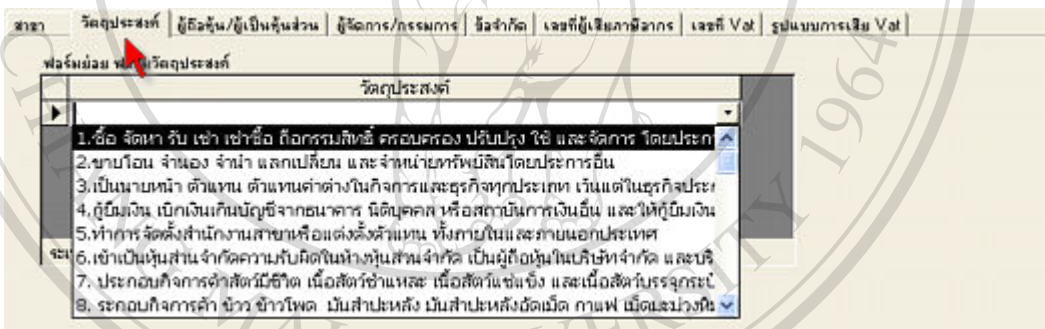 สาขา วัตถุประสงค์ ผู้ถือหุ้น/ผู้เป็นหุ้นส่วน ผู้จัดการ/กรรมการ ข้อจำกัด เลขที่ผู้เสียภาษีอากร เลขที่ Vat รูปแบบการเสีย Vat
ฟอร์มย่อย วัตถุประสงค์
วัตถุประสงค์
1.ซื้อ จัดหา รับ เช่า เช่าซื้อ ถือกรรมสิทธิ์ ครอบครอง ปรับปรุง ใช้ และจัดการ โดยประกา
2.ขายโอน จำนอง จำนำ แลกเปลี่ยน และจำหน่ายทรัพย์สินโดยประการอื่น
3.เป็นนายหน้า ตัวแทน ตัวแทนค่าต่างในกิจการและธุรกิจทุกประเภท เว้นแต่ในธุรกิจประก
4.กู้ยืมเงิน เบิกเงินเกินบัญชีจากธนาคาร นิติบุคคล หรือสถาบันการเงินอื่น และให้กู้ยืมเงิน
5.ทำการจัดตั้งสำนักงานสาขาหรือแต่งตั้งตัวแทน ทั้งภายในและภายนอกประเทศ
6.เข้าเป็นหุ้นส่วนจำกัดความรับผิดในห้างหุ้นส่วนจำกัด เป็นผู้ถือหุ้นในบริษัทจำกัด และบริ
7. ประกอบกิจการค้าสัตว์มีชีวิต เนื้อสัตว์ชำแหละ เนื้อสัตว์แช่แข็ง และเนื้อสัตว์บรรจุกระป๋
8. ระกอบกิจการค้า ข้าว ข้าวโพด มันสำปะหลัง มันสำปะหลังอัดเม็ด กาแฟ เม็ดมะม่วงหิม
1964